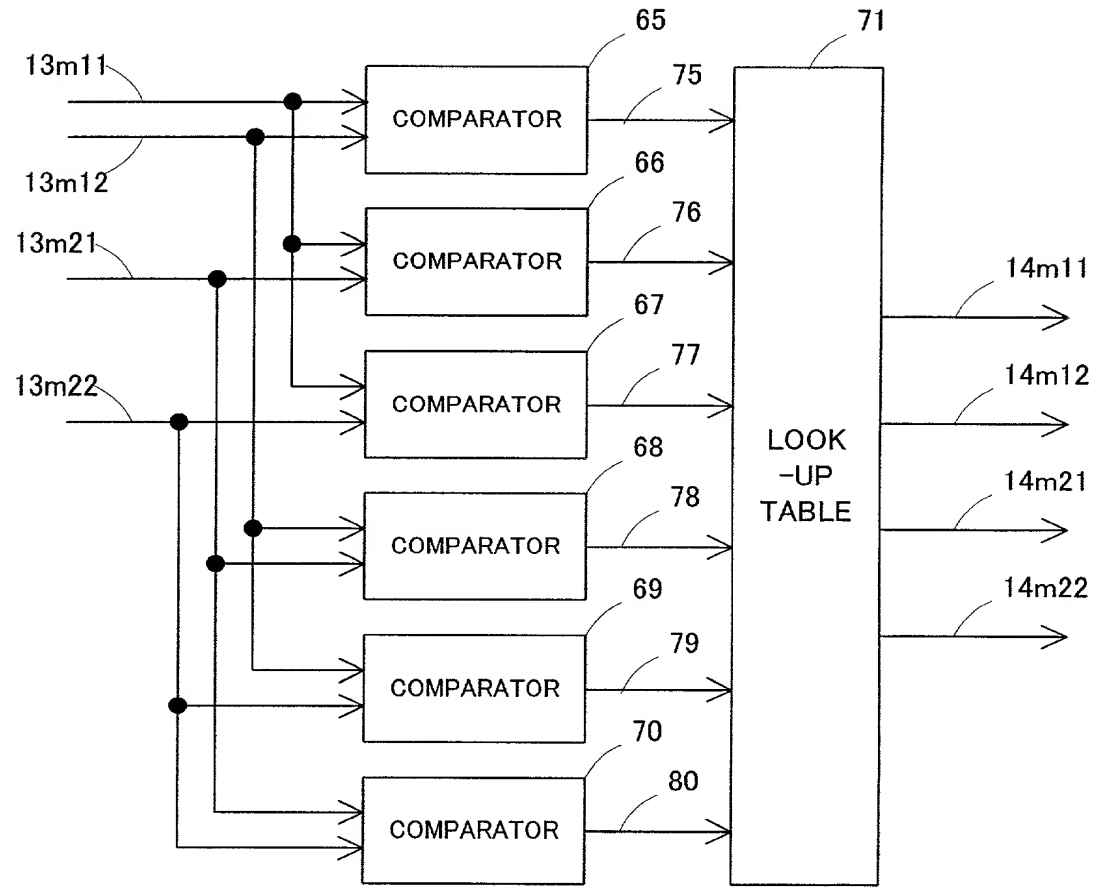 65
71
13m11
75
COMPARATOR
13m12
66
13m21
76
COMPARATOR
14m11
67
13m22
77
14m12
COMPARATOR
LOOK
-UP
TABLE
68
78
14m21
COMPARATOR
69
14m22
79
COMPARATOR
70
80
COMPARATOR